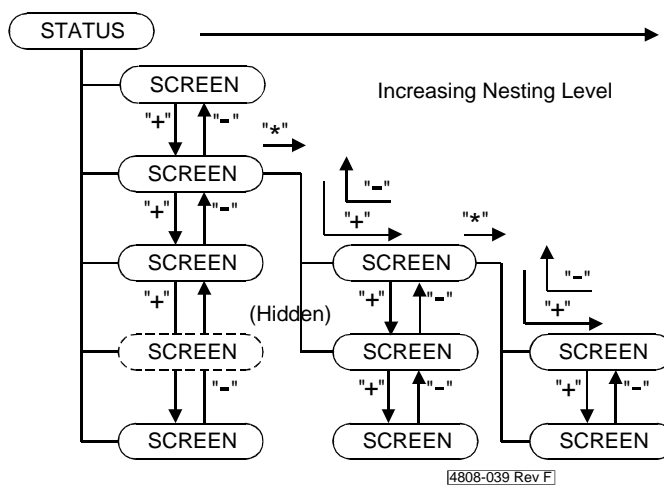 STATUS
Increasing Nesting Level
SCREEN
"+" "-" "*"
SCREEN
"-"
"+" "-" "+" "*"
SCREEN SCREEN
"-"
"+" "+" "-" "+"
(Hidden)
SCREEN SCREEN SCREEN
"-" "+" "-" "+" "-"
SCREEN SCREEN SCREEN
4808-039 Rev F